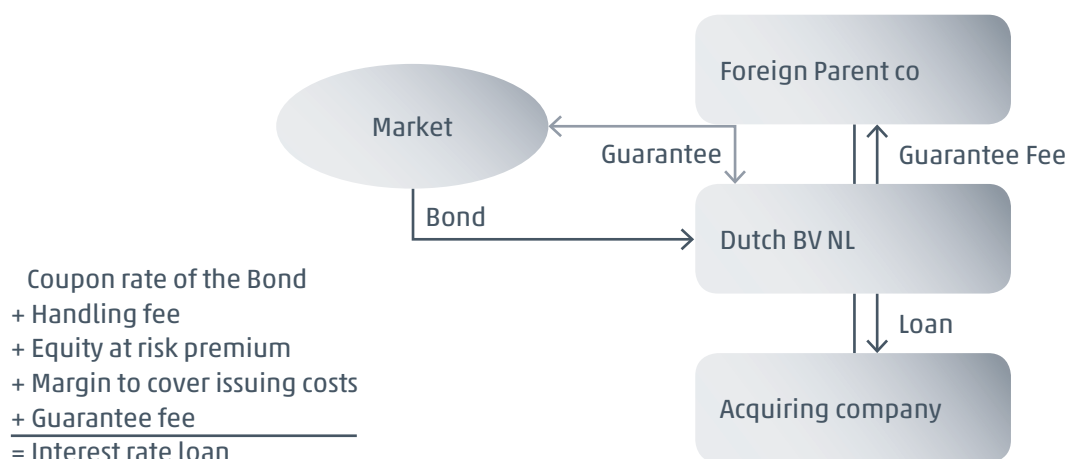 Foreign Parent co
Market
Guarantee
Guarantee Fee
Bond
Dutch BV NL
Coupon rate of the Bond
+ Handling fee
+ Equity at risk premium
+ Margin to cover issuing costs
+ Guarantee fee
= Interest rate loan
Loan
Acquiring company